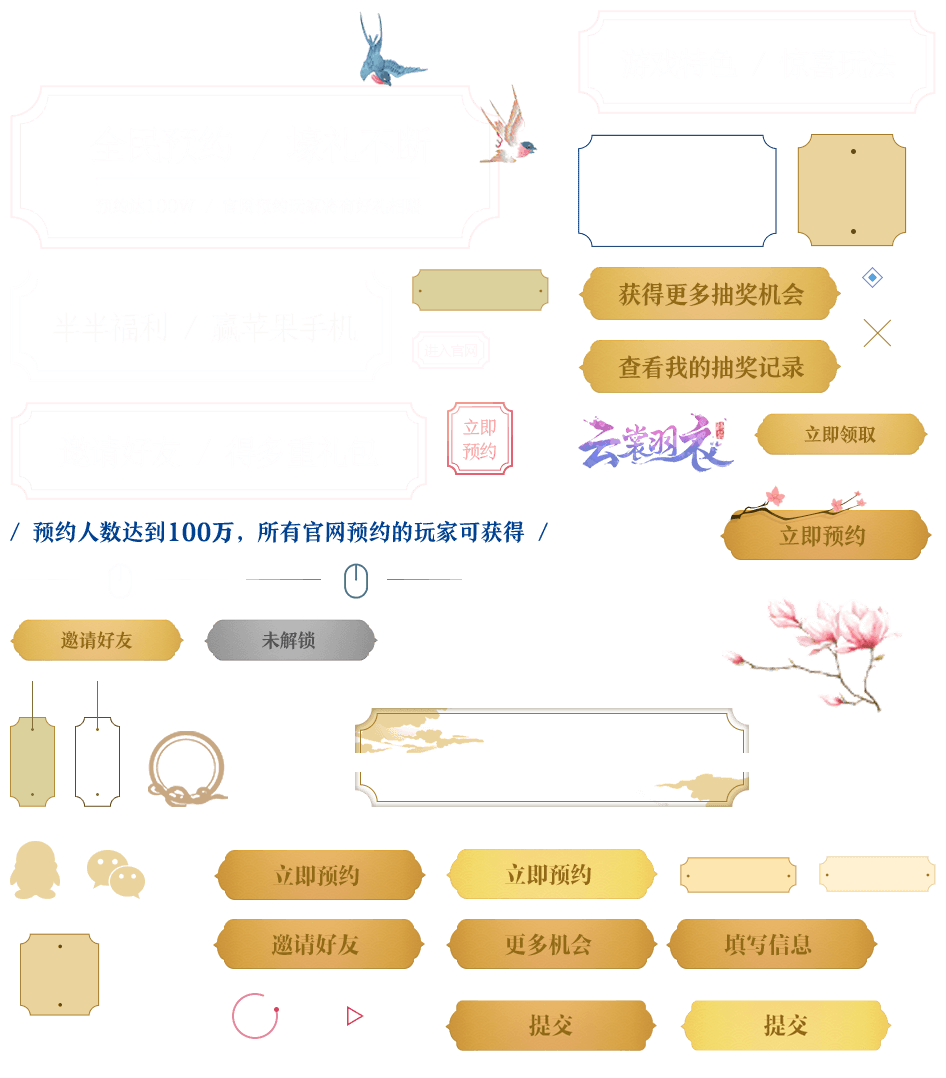 获得更多抽奖机会
半半福利 / 赢苹果手机
进入官网
查看我的抽奖记录
立即
预约
云裳羽衣
立即领取
/ 预约人数达到100万，所有官网预约的玩家可获得 /
立即预约
邀请好友
未解锁
立即预约
立即预约
邀请好友
更多机会
填写信息
提交
提交